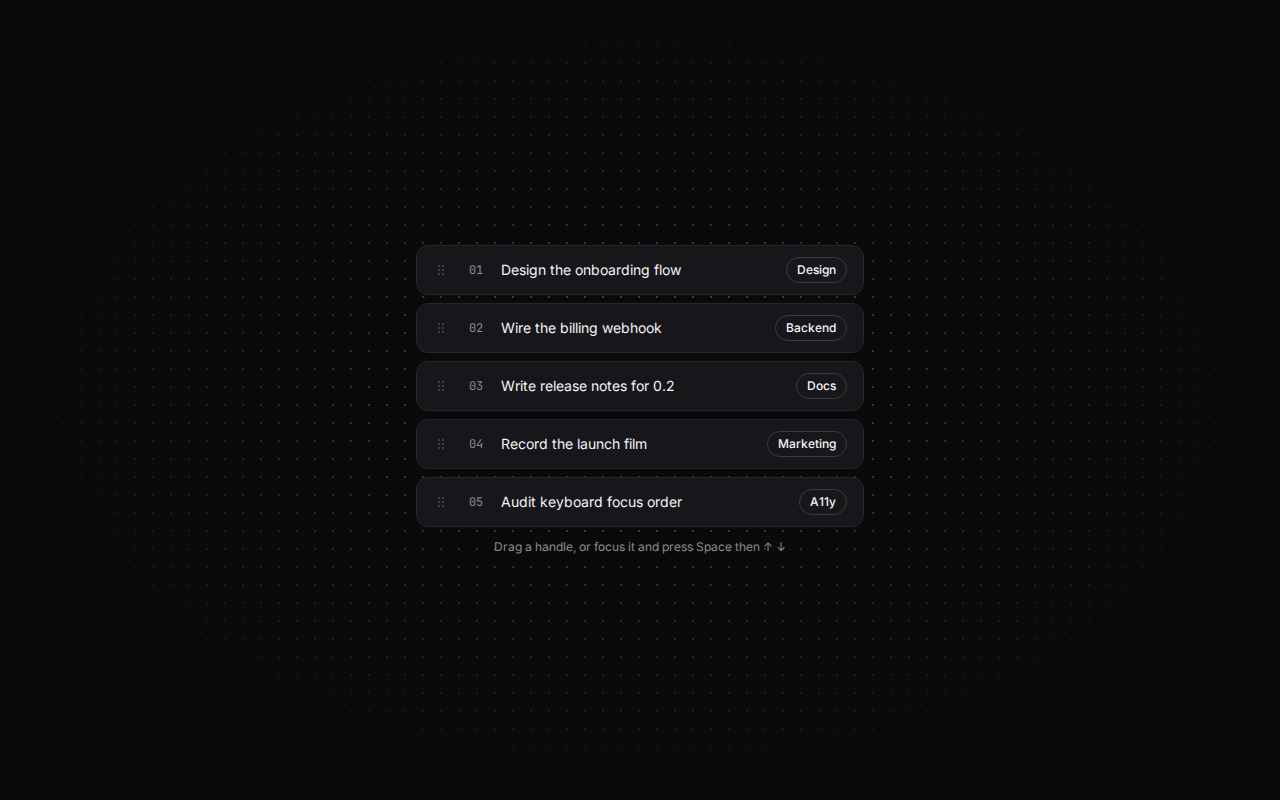 01 Design the onboarding flow Design
02 Wire the billing webhook Backend
03 Write release notes for 0.2 Docs
04 Record the launch film Marketing
05 Audit keyboard focus order A11y
Drag a handle, or focus it and press Space then ↑ ↓